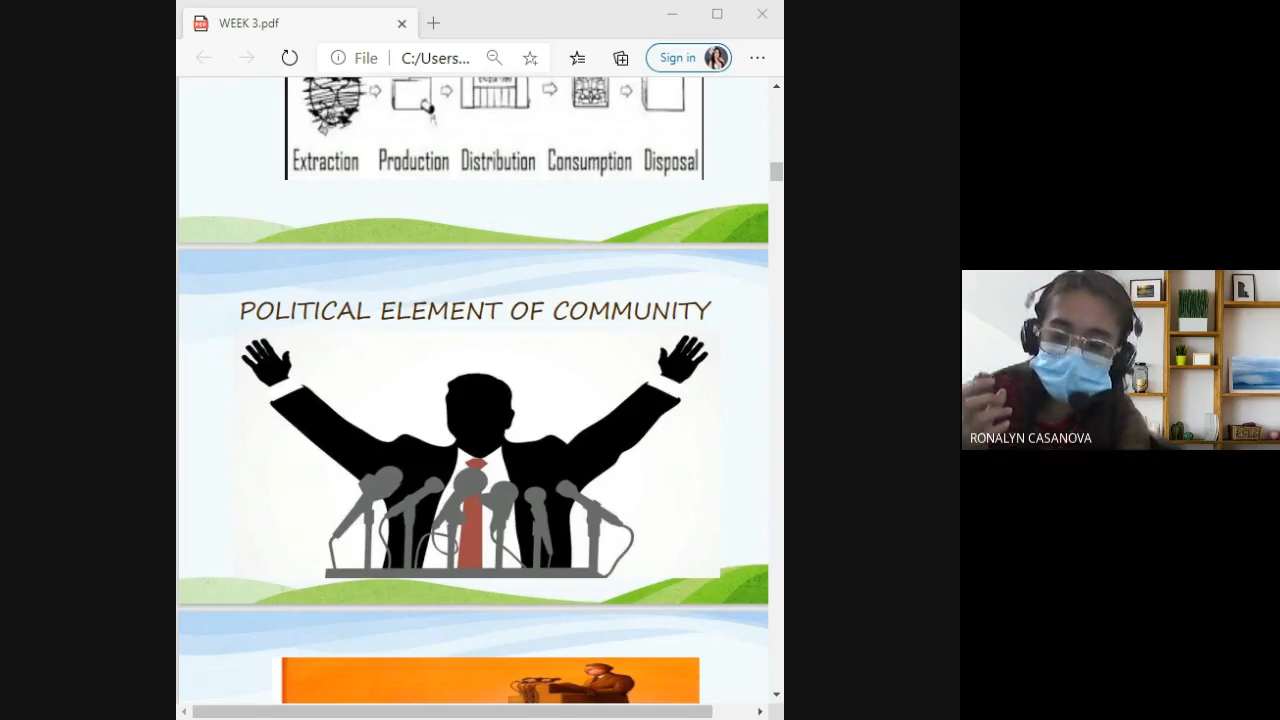 WEEK 3.pdf
File
C:/Users...
Sign in
Extraction Production Distribution Consumption Disposal
POLITICAL ELEMENT OF COMMUNITY
RONALYN CASANOVA